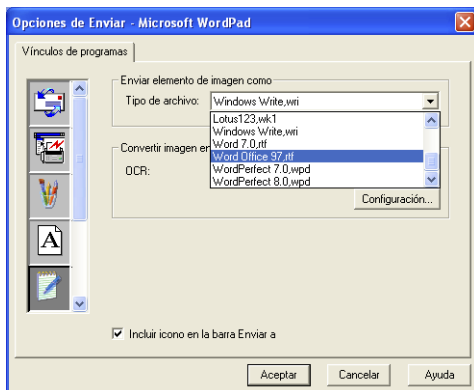 Opciones de Enviar - Microsoft WordPad
Vínculos de programas
Enviar elemento de imagen como
Tipo de archivo: Windows Write,wri
Lotus123,wk1
Windows Write,wri
Word 7.0,rtf
Word Office 97,rtf
WordPerfect 7.0,wpd
WordPerfect 8.0,wpd
Convertir imagen en
OCR:
Configuración...
A
Incluir icono en la barra Enviar a
Aceptar Cancelar Ayuda